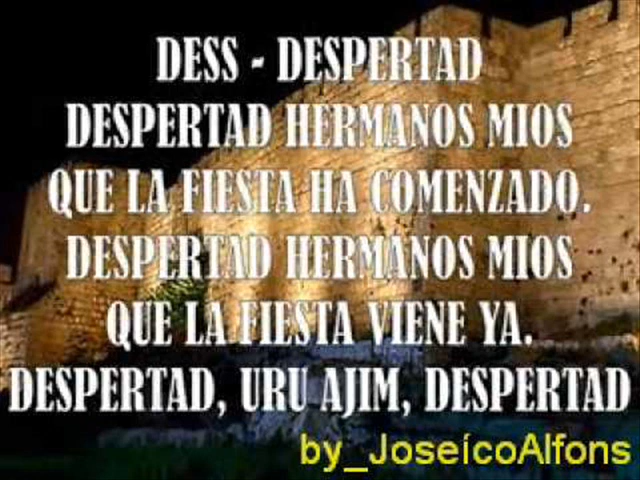 DESS - DESPERTAD
DESPERTAD HERMANOS MIOS
QUE LA FIESTA HA COMENZADO.
DESPERTAD HERMANOS MIOS
QUE LA FIESTA VIENE YA.
DESPERTAD, URU AJIM, DESPERTAD
by_JoseícoAlfons